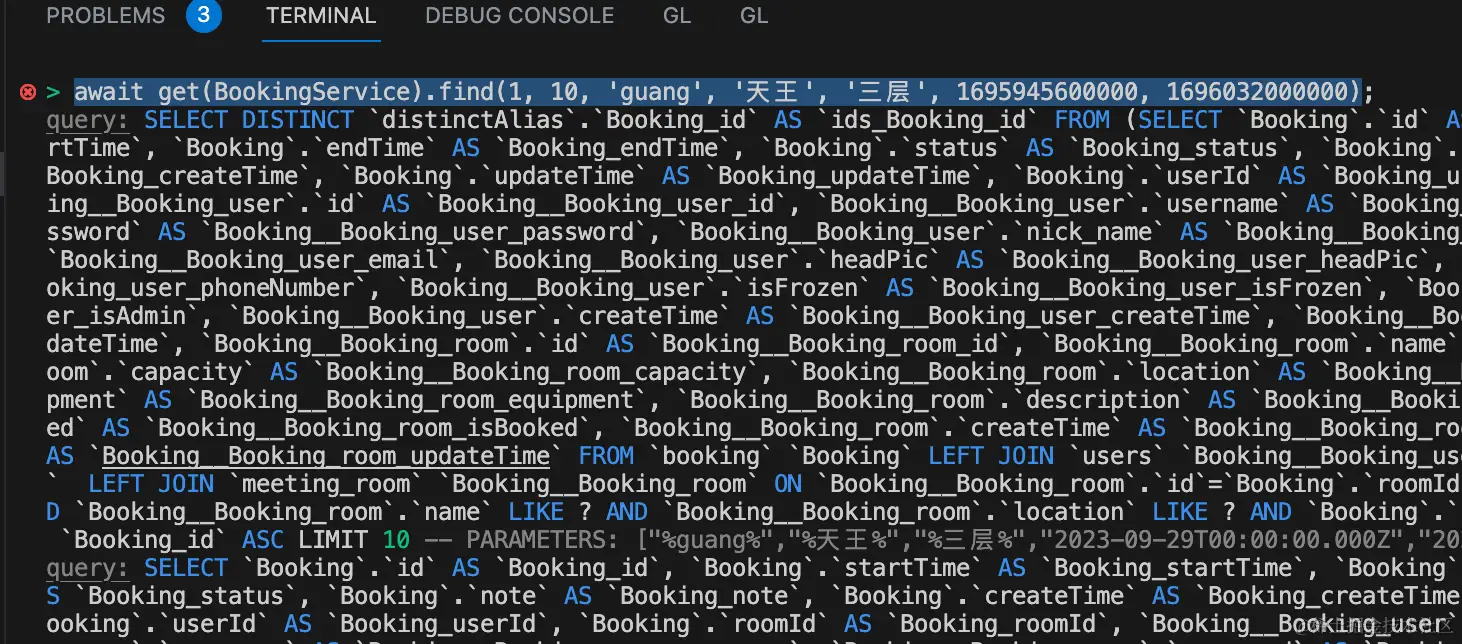 PROBLEMS 3 TERMINAL DEBUG CONSOLE GL GL
> await get(BookingService).find(1, 10, 'guang', '天王', '三层', 1695945600000, 1696032000000);
query: SELECT DISTINCT `distinctAlias`.`Booking_id` AS `ids_Booking_id` FROM (SELECT `Booking`.`id` A
rtTime`, `Booking`.`endTime` AS `Booking_endTime`, `Booking`.`status` AS `Booking_status`, `Booking`.
Booking_createTime`, `Booking`.`updateTime` AS `Booking_updateTime`, `Booking`.`userId` AS `Booking_u
ing__Booking_user`.`id` AS `Booking__Booking_user_id`, `Booking__Booking_user`.`username` AS `Booking_
ssword` AS `Booking__Booking_user_password`, `Booking__Booking_user`.`nick_name` AS `Booking__Booking_
`Booking__Booking_user_email`, `Booking__Booking_user`.`headPic` AS `Booking__Booking_user_headPic`,
oking_user_phoneNumber`, `Booking__Booking_user`.`isFrozen` AS `Booking__Booking_user_isFrozen`, `Boo
er_isAdmin`, `Booking__Booking_user`.`createTime` AS `Booking__Booking_user_createTime`, `Booking__Bo
dateTime`, `Booking__Booking_room`.`id` AS `Booking__Booking_room_id`, `Booking__Booking_room`.`name`
oom`.`capacity` AS `Booking__Booking_room_capacity`, `Booking__Booking_room`.`location` AS `Booking__
pment` AS `Booking__Booking_room_equipment`, `Booking__Booking_room`.`description` AS `Booking__Booki
ed` AS `Booking__Booking_room_isBooked`, `Booking__Booking_room`.`createTime` AS `Booking__Booking_ro
AS `Booking__Booking_room_updateTime` FROM `booking` `Booking` LEFT JOIN `users` `Booking__Booking_us
` LEFT JOIN `meeting_room` `Booking__Booking_room` ON `Booking__Booking_room`.`id`=`Booking`.`roomId
D `Booking__Booking_room`.`name` LIKE ? AND `Booking__Booking_room`.`location` LIKE ? AND `Booking`.`
`Booking_id` ASC LIMIT 10 -- PARAMETERS: ["%guang%","%天王%","%三层%","2023-09-29T00:00:00.000Z","20
query: SELECT `Booking`.`id` AS `Booking_id`, `Booking`.`startTime` AS `Booking_startTime`, `Booking`
S `Booking_status`, `Booking`.`note` AS `Booking_note`, `Booking`.`createTime` AS `Booking_createTime
ooking`.`userId` AS `Booking_userId`, `Booking`.`roomId` AS `Booking_roomId`, `Booking__Booking_us